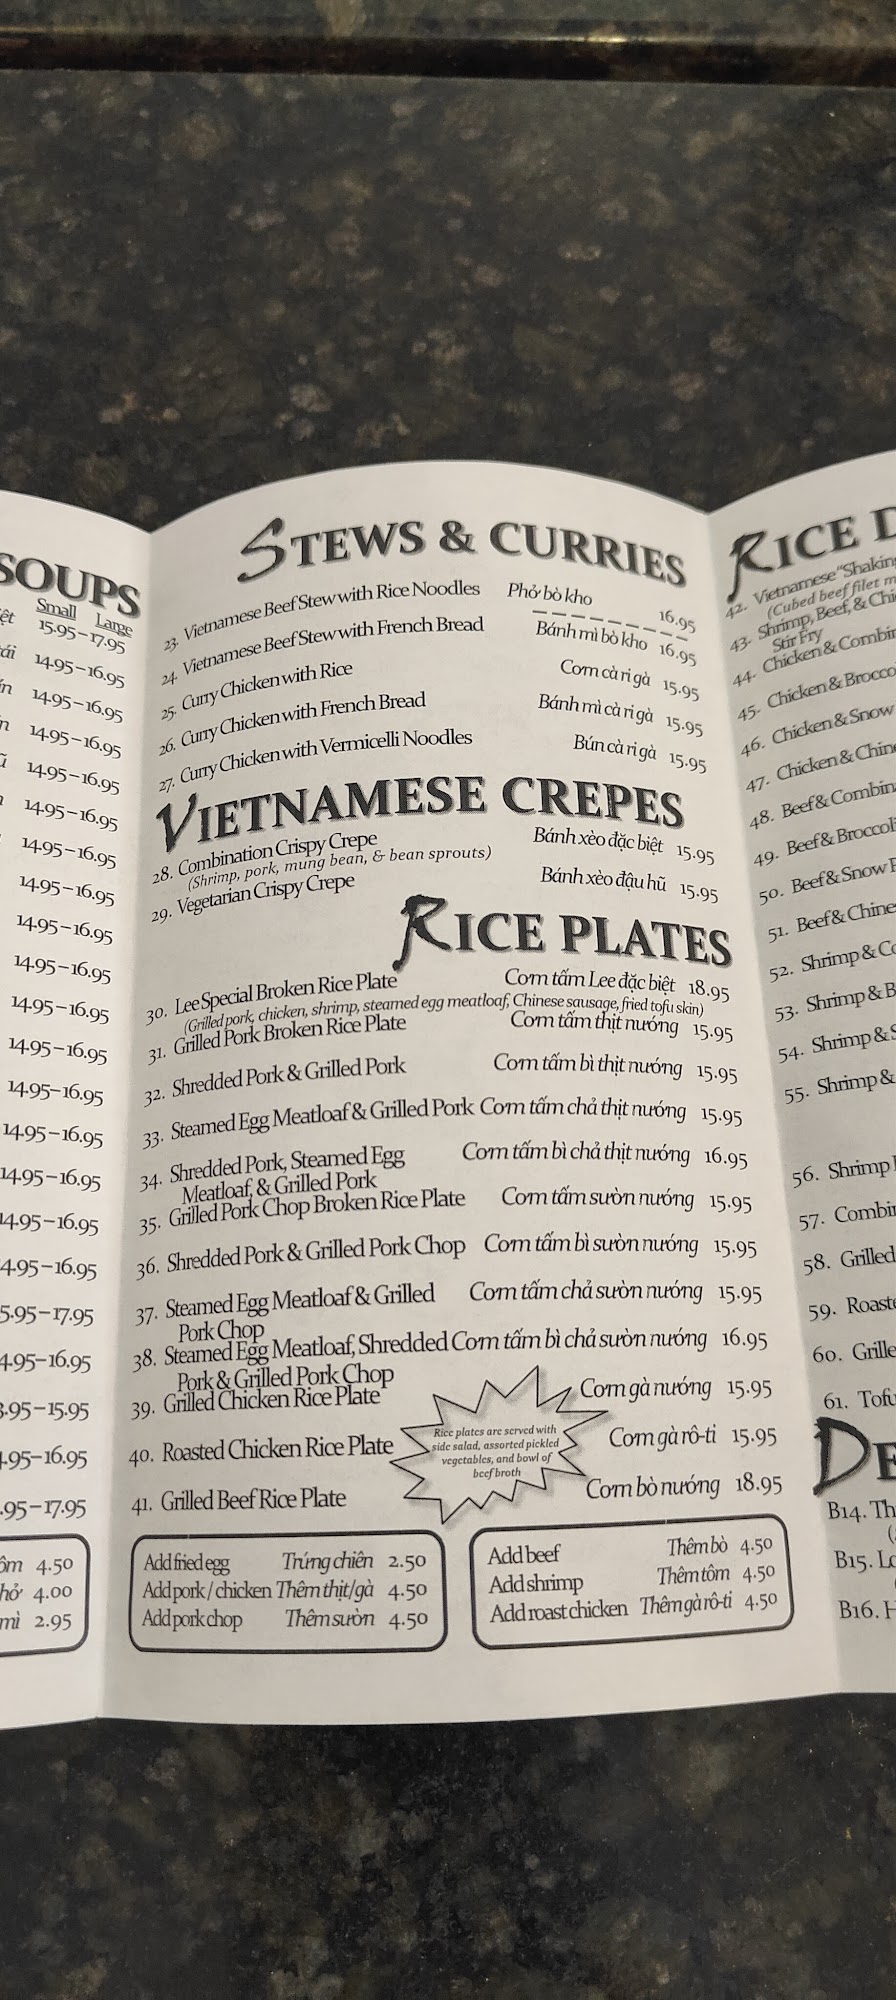 SOUPS
Small Large
15.95–17.95
14.95–16.95
14.95–16.95
14.95–16.95
14.95–16.95
14.95–16.95
14.95–16.95
14.95–16.95
14.95–16.95
14.95–16.95
14.95–16.95
14.95–16.95
14.95–16.95
14.95–16.95
14.95–16.95
4.50
4.00
mì 2.95
STEWS & CURRIES
23. Vietnamese Beef Stew with Rice Noodles Phở bò kho 16.95
24. Vietnamese Beef Stew with French Bread Bánh mì bò kho 16.95
25. Curry Chicken with Rice Cơm cà ri gà 15.95
26. Curry Chicken with French Bread Bánh mì cà ri gà 15.95
27. Curry Chicken with Vermicelli Noodles Bún cà ri gà 15.95
VIETNAMESE CREPES
28. Combination Crispy Crepe Bánh xèo đặc biệt 15.95
(Shrimp, pork, mung bean, & bean sprouts)
29. Vegetarian Crispy Crepe Bánh xèo đậu hũ 15.95
RICE PLATES
30. Lee Special Broken Rice Plate Cơm tấm Lee đặc biệt 18.95
(Grilled pork, chicken, shrimp, steamed egg meatloaf, Chinese sausage, fried tofu skin)
31. Grilled Pork Broken Rice Plate Cơm tấm thịt nướng 15.95
32. Shredded Pork & Grilled Pork Cơm tấm bì thịt nướng 15.95
33. Steamed Egg Meatloaf & Grilled Pork Cơm tấm chả thịt nướng 15.95
34. Shredded Pork, Steamed Egg Cơm tấm bì chả thịt nướng 16.95
Meatloaf, & Grilled Pork
35. Grilled Pork Chop Broken Rice Plate Cơm tấm sườn nướng 15.95
36. Shredded Pork & Grilled Pork Chop Cơm tấm bì sườn nướng 15.95
37. Steamed Egg Meatloaf & Grilled Cơm tấm chả sườn nướng 15.95
Pork Chop
38. Steamed Egg Meatloaf, Shredded Cơm tấm bì chả sườn nướng 16.95
Pork & Grilled Pork Chop
39. Grilled Chicken Rice Plate Cơm gà nướng 15.95
40. Roasted Chicken Rice Plate Cơm gà rô-ti 15.95
41. Grilled Beef Rice Plate Cơm bò nướng 18.95
Rice plates are served with
side salad, assorted pickled
vegetables, and bowl of
beef broth
Add fried egg Trứng chiên 2.50
Add pork / chicken Thêm thịt/gà 4.50
Add pork chop Thêm sườn 4.50
Add beef Thêm bò 4.50
Add shrimp Thêm tôm 4.50
Add roast chicken Thêm gà rô-ti 4.50
RICE
42. Vietnamese "Shaking
(Cubed beef filet
43. Shrimp, Beef, &
Stir Fry
44. Chicken &
45. Chicken &
46. Chicken & Snow
47. Chicken &
48. Beef &
49. Beef &
50. Beef & Snow
51. Beef &
52. Shrimp &
53. Shrimp &
54. Shrimp &
55. Shrimp &
56. Shrimp
57.
58. Grilled
59.
60.
61.
B14.
B15.
B16.